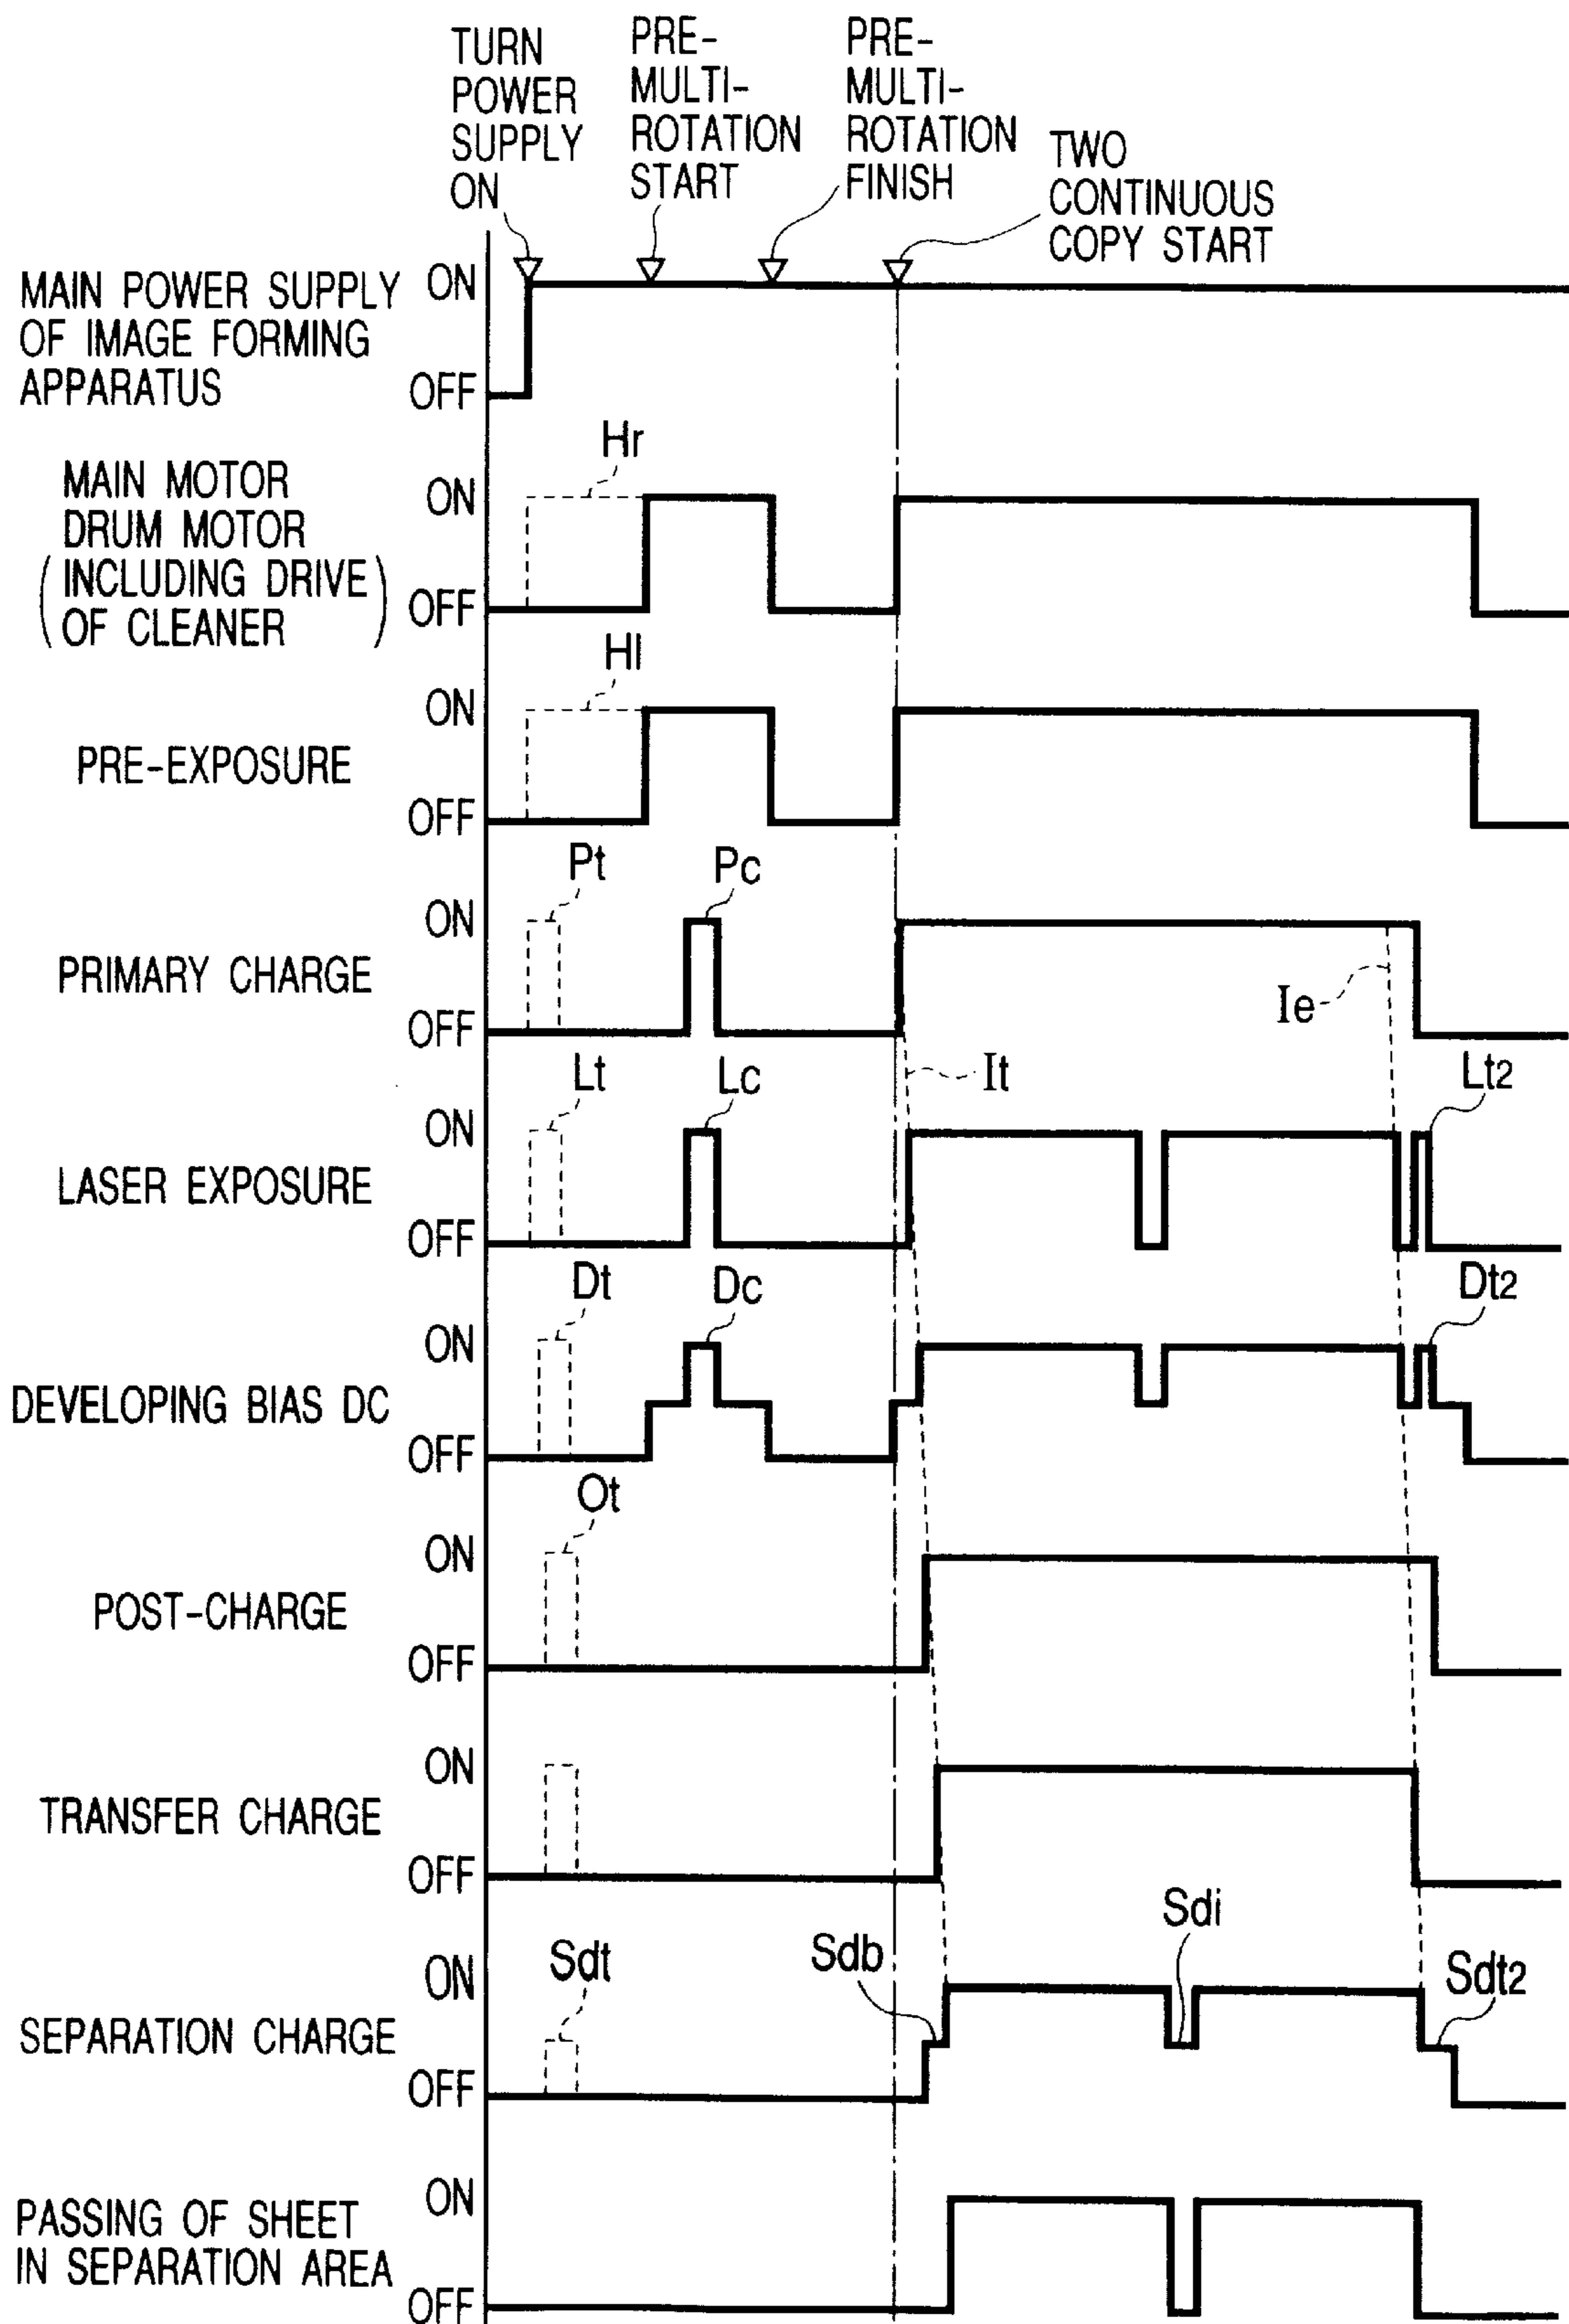 TURN
POWER
SUPPLY
ON
PRE-
MULTI-
ROTATION
START
PRE-
MULTI-
ROTATION
FINISH
TWO
CONTINUOUS
COPY START
MAIN POWER SUPPLY
OF IMAGE FORMING
APPARATUS
ON
OFF
Hr
MAIN MOTOR
DRUM MOTOR
(INCLUDING DRIVE
OF CLEANER)
ON
OFF
Hl
PRE-EXPOSURE
ON
OFF
Pt
Pc
PRIMARY CHARGE
ON
OFF
Ie
It
Lt
Lc
Lt2
LASER EXPOSURE
ON
OFF
Dt
Dc
Dt2
DEVELOPING BIAS DC
ON
OFF
Ot
POST-CHARGE
ON
OFF
TRANSFER CHARGE
ON
OFF
Sdt
Sdb
Sdi
Sdt2
SEPARATION CHARGE
ON
OFF
PASSING OF SHEET
IN SEPARATION AREA
ON
OFF